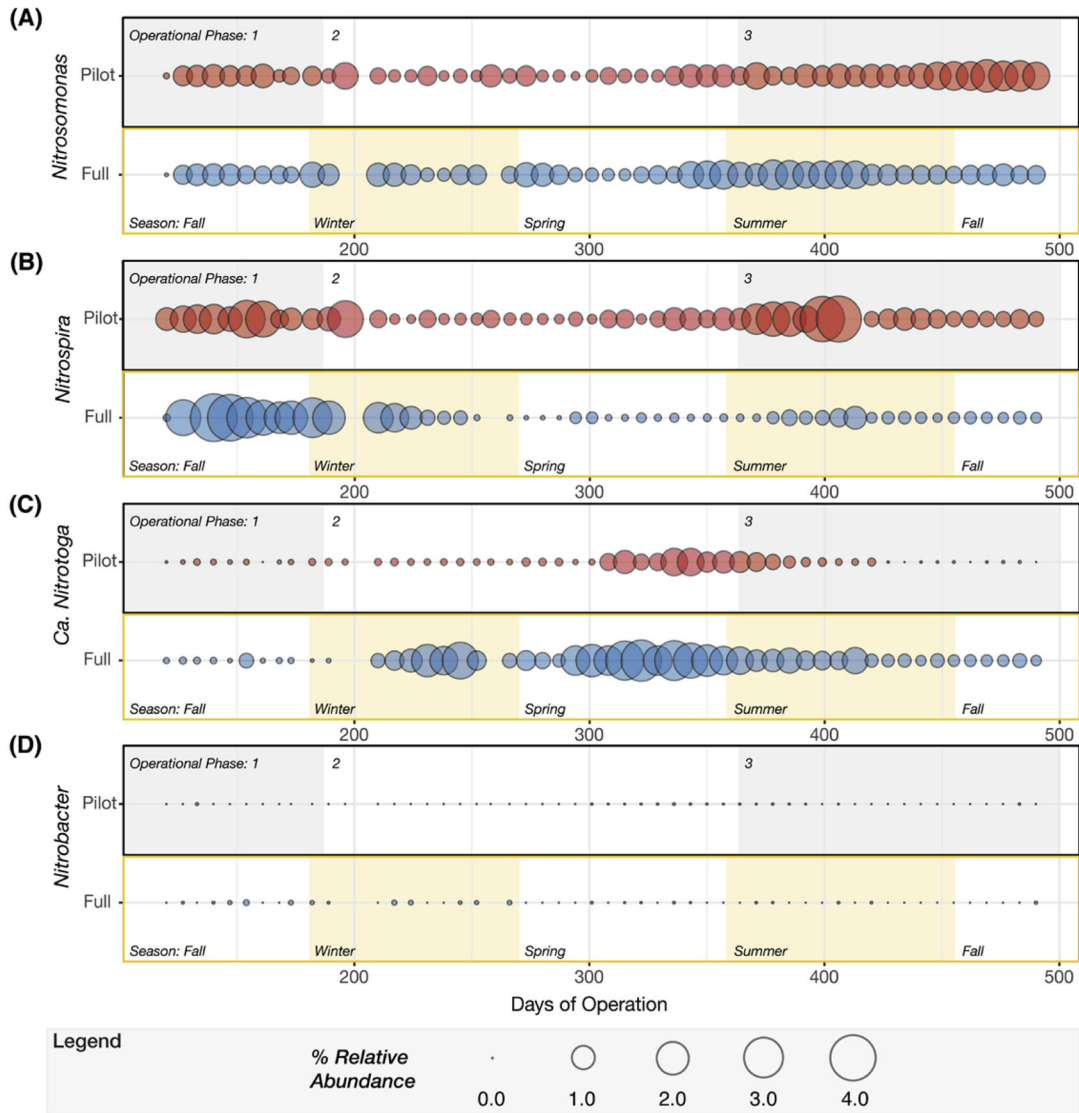 (A)
Operational Phase: 1 2 3
Nitrosomonas
Pilot
Full
Season: Fall Winter Spring Summer Fall
200 300 400 500
(B)
Operational Phase: 1 2 3
Nitrospira
Pilot
Full
Season: Fall Winter Spring Summer Fall
200 300 400 500
(C)
Operational Phase: 1 2 3
Ca. Nitrotoga
Pilot
Full
Season: Fall Winter Spring Summer Fall
200 300 400 500
(D)
Operational Phase: 1 2 3
Nitrobacter
Pilot
Full
Season: Fall Winter Spring Summer Fall
200 300 400 500
Days of Operation
Legend
% Relative
Abundance
0.0 1.0 2.0 3.0 4.0